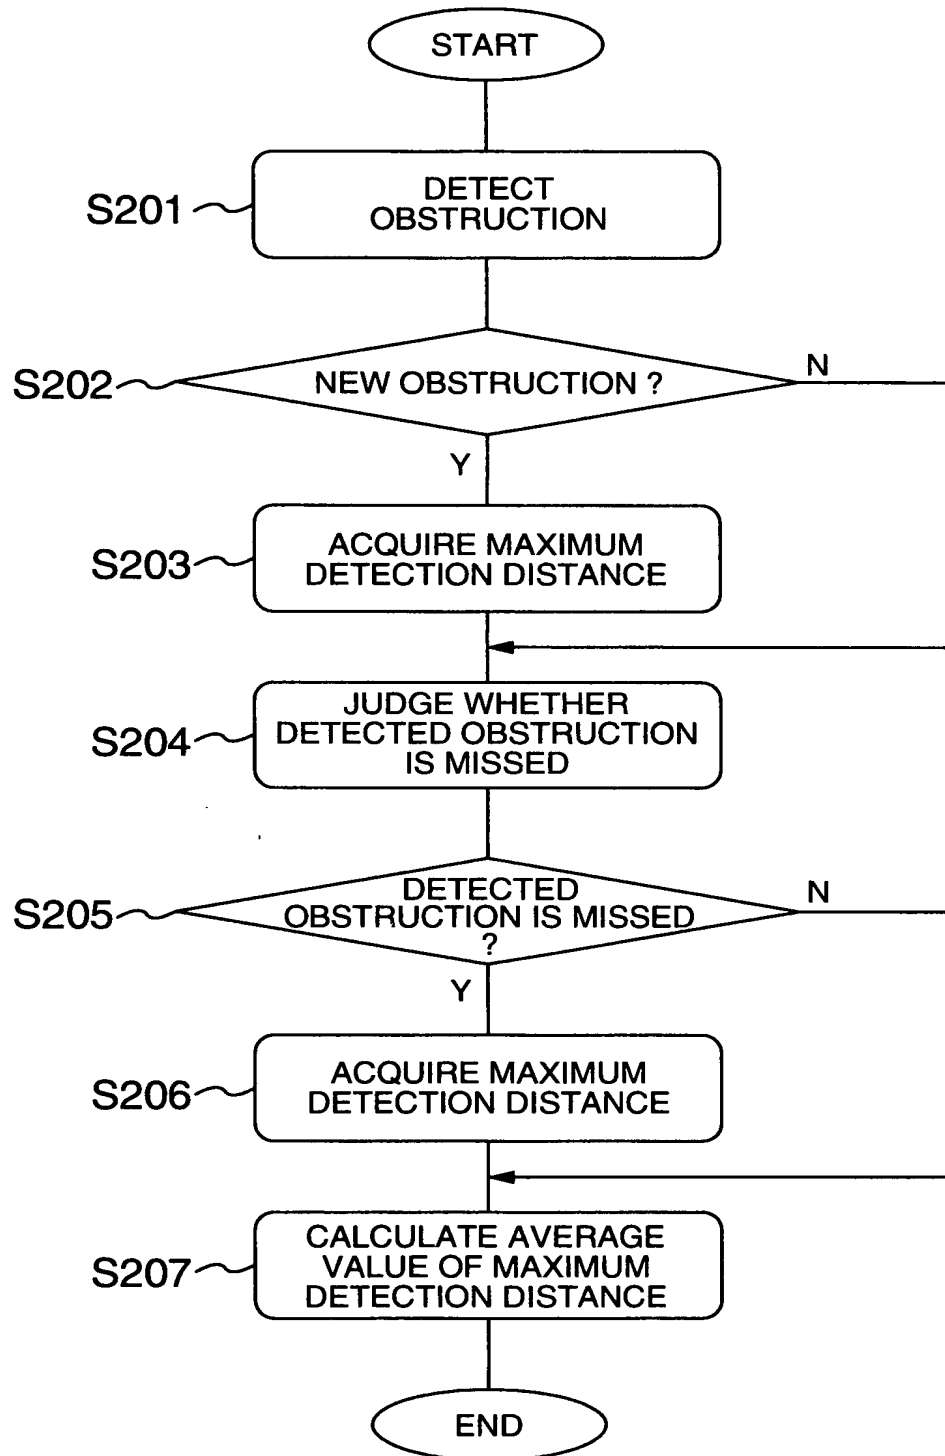 START
S201
DETECT
OBSTRUCTION
S202
NEW OBSTRUCTION ?
N
Y
S203
ACQUIRE MAXIMUM
DETECTION DISTANCE
S204
JUDGE WHETHER
DETECTED OBSTRUCTION
IS MISSED
S205
DETECTED
OBSTRUCTION IS MISSED
?
N
Y
S206
ACQUIRE MAXIMUM
DETECTION DISTANCE
S207
CALCULATE AVERAGE
VALUE OF MAXIMUM
DETECTION DISTANCE
END